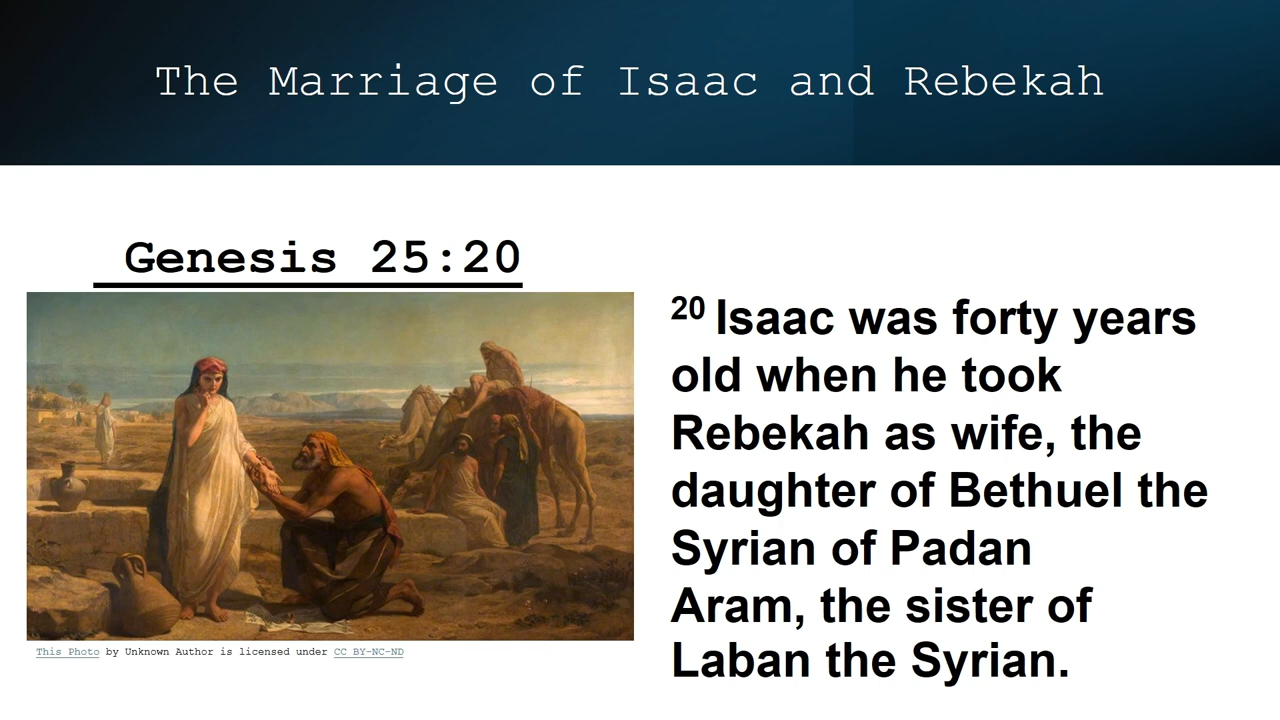 The Marriage of Isaac and Rebekah
Genesis 25:20
20 Isaac was forty years
old when he took
Rebekah as wife, the
daughter of Bethuel the
Syrian of Padan
Aram, the sister of
Laban the Syrian.
This Photo by Unknown Author is licensed under CC BY-NC-ND